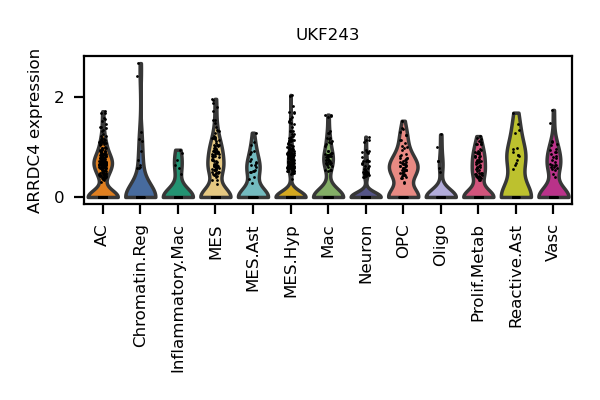 UKF243
ARRDC4 expression
2
0
AC
Chromatin.Reg
Inflammatory.Mac
MES
MES.Ast
MES.Hyp
Mac
Neuron
OPC
Oligo
Prolif.Metab
Reactive.Ast
Vasc